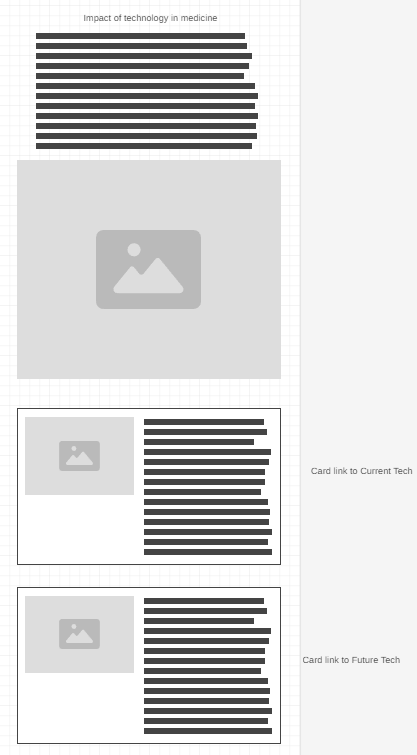 Impact of technology in medicine
Card link to Current Tech
Card link to Future Tech